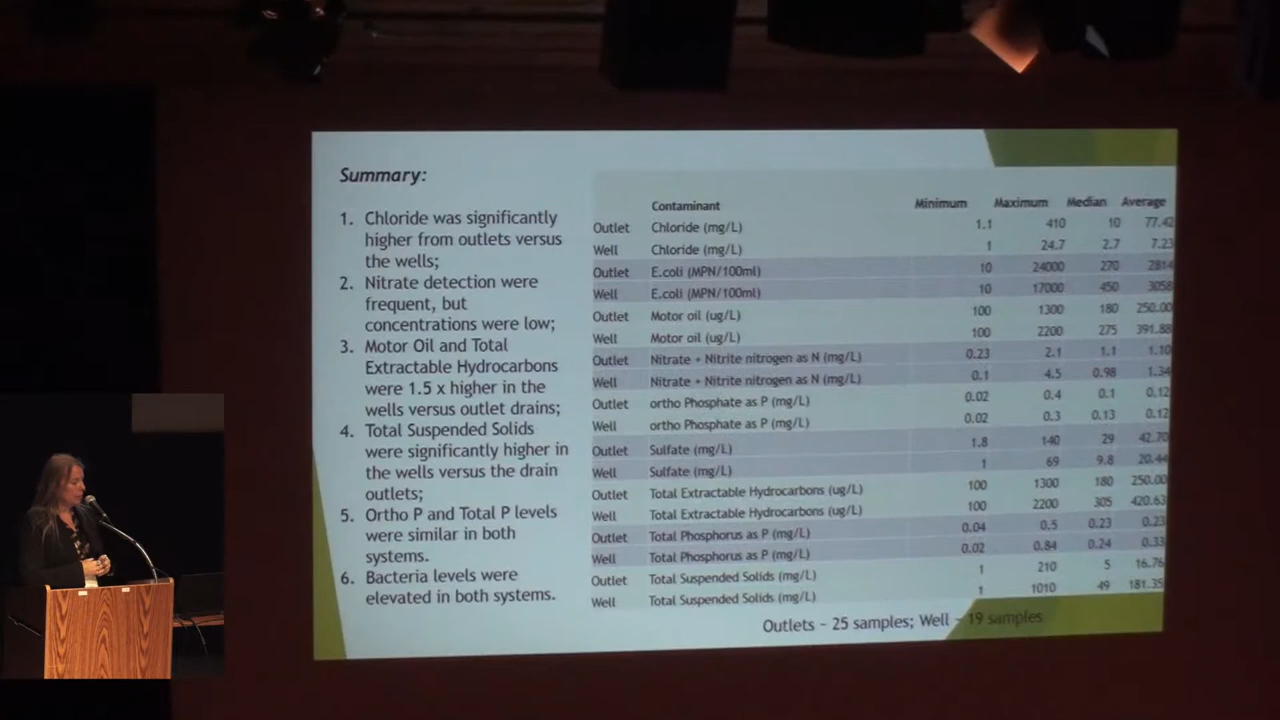 Summary:
1. Chloride was significantly
higher from outlets versus
the wells;
2. Nitrate detection were
frequent, but
concentrations were low;
3. Motor Oil and Total
Extractable Hydrocarbons
were 1.5 x higher in the
wells versus outlet drains;
4. Total Suspended Solids
were significantly higher in
the wells versus the drain
outlets;
5. Ortho P and Total P levels
were similar in both
systems.
6. Bacteria levels were
elevated in both systems.
Contaminant Minimum Maximum Median Average
Outlet Chloride (mg/L) 1.1 410 10 77.42
Well Chloride (mg/L) 1 24.7 2.7 7.23
Outlet E.coli (MPN/100ml) 10 24000 270 2814
Well E.coli (MPN/100ml) 10 17000 450 3058
Outlet Motor oil (ug/L) 100 1300 180 250.00
Well Motor oil (ug/L) 100 2200 275 391.88
Outlet Nitrate + Nitrite nitrogen as N (mg/L) 0.23 2.1 1.1 1.10
Well Nitrate + Nitrite nitrogen as N (mg/L) 0.1 4.5 0.98 1.34
Outlet ortho Phosphate as P (mg/L) 0.02 0.4 0.1 0.12
Well ortho Phosphate as P (mg/L) 0.02 0.3 0.13 0.12
Outlet Sulfate (mg/L) 1.8 140 29 42.70
Well Sulfate (mg/L) 1 69 9.8 20.44
Outlet Total Extractable Hydrocarbons (ug/L) 100 1300 180 250.00
Well Total Extractable Hydrocarbons (ug/L) 100 2200 305 420.63
Outlet Total Phosphorus as P (mg/L) 0.04 0.5 0.23 0.23
Well Total Phosphorus as P (mg/L) 0.02 0.84 0.24 0.33
Outlet Total Suspended Solids (mg/L) 1 210 5 16.76
Well Total Suspended Solids (mg/L) 1 1010 49 181.35
Outlets – 25 samples; Well – 19 samples